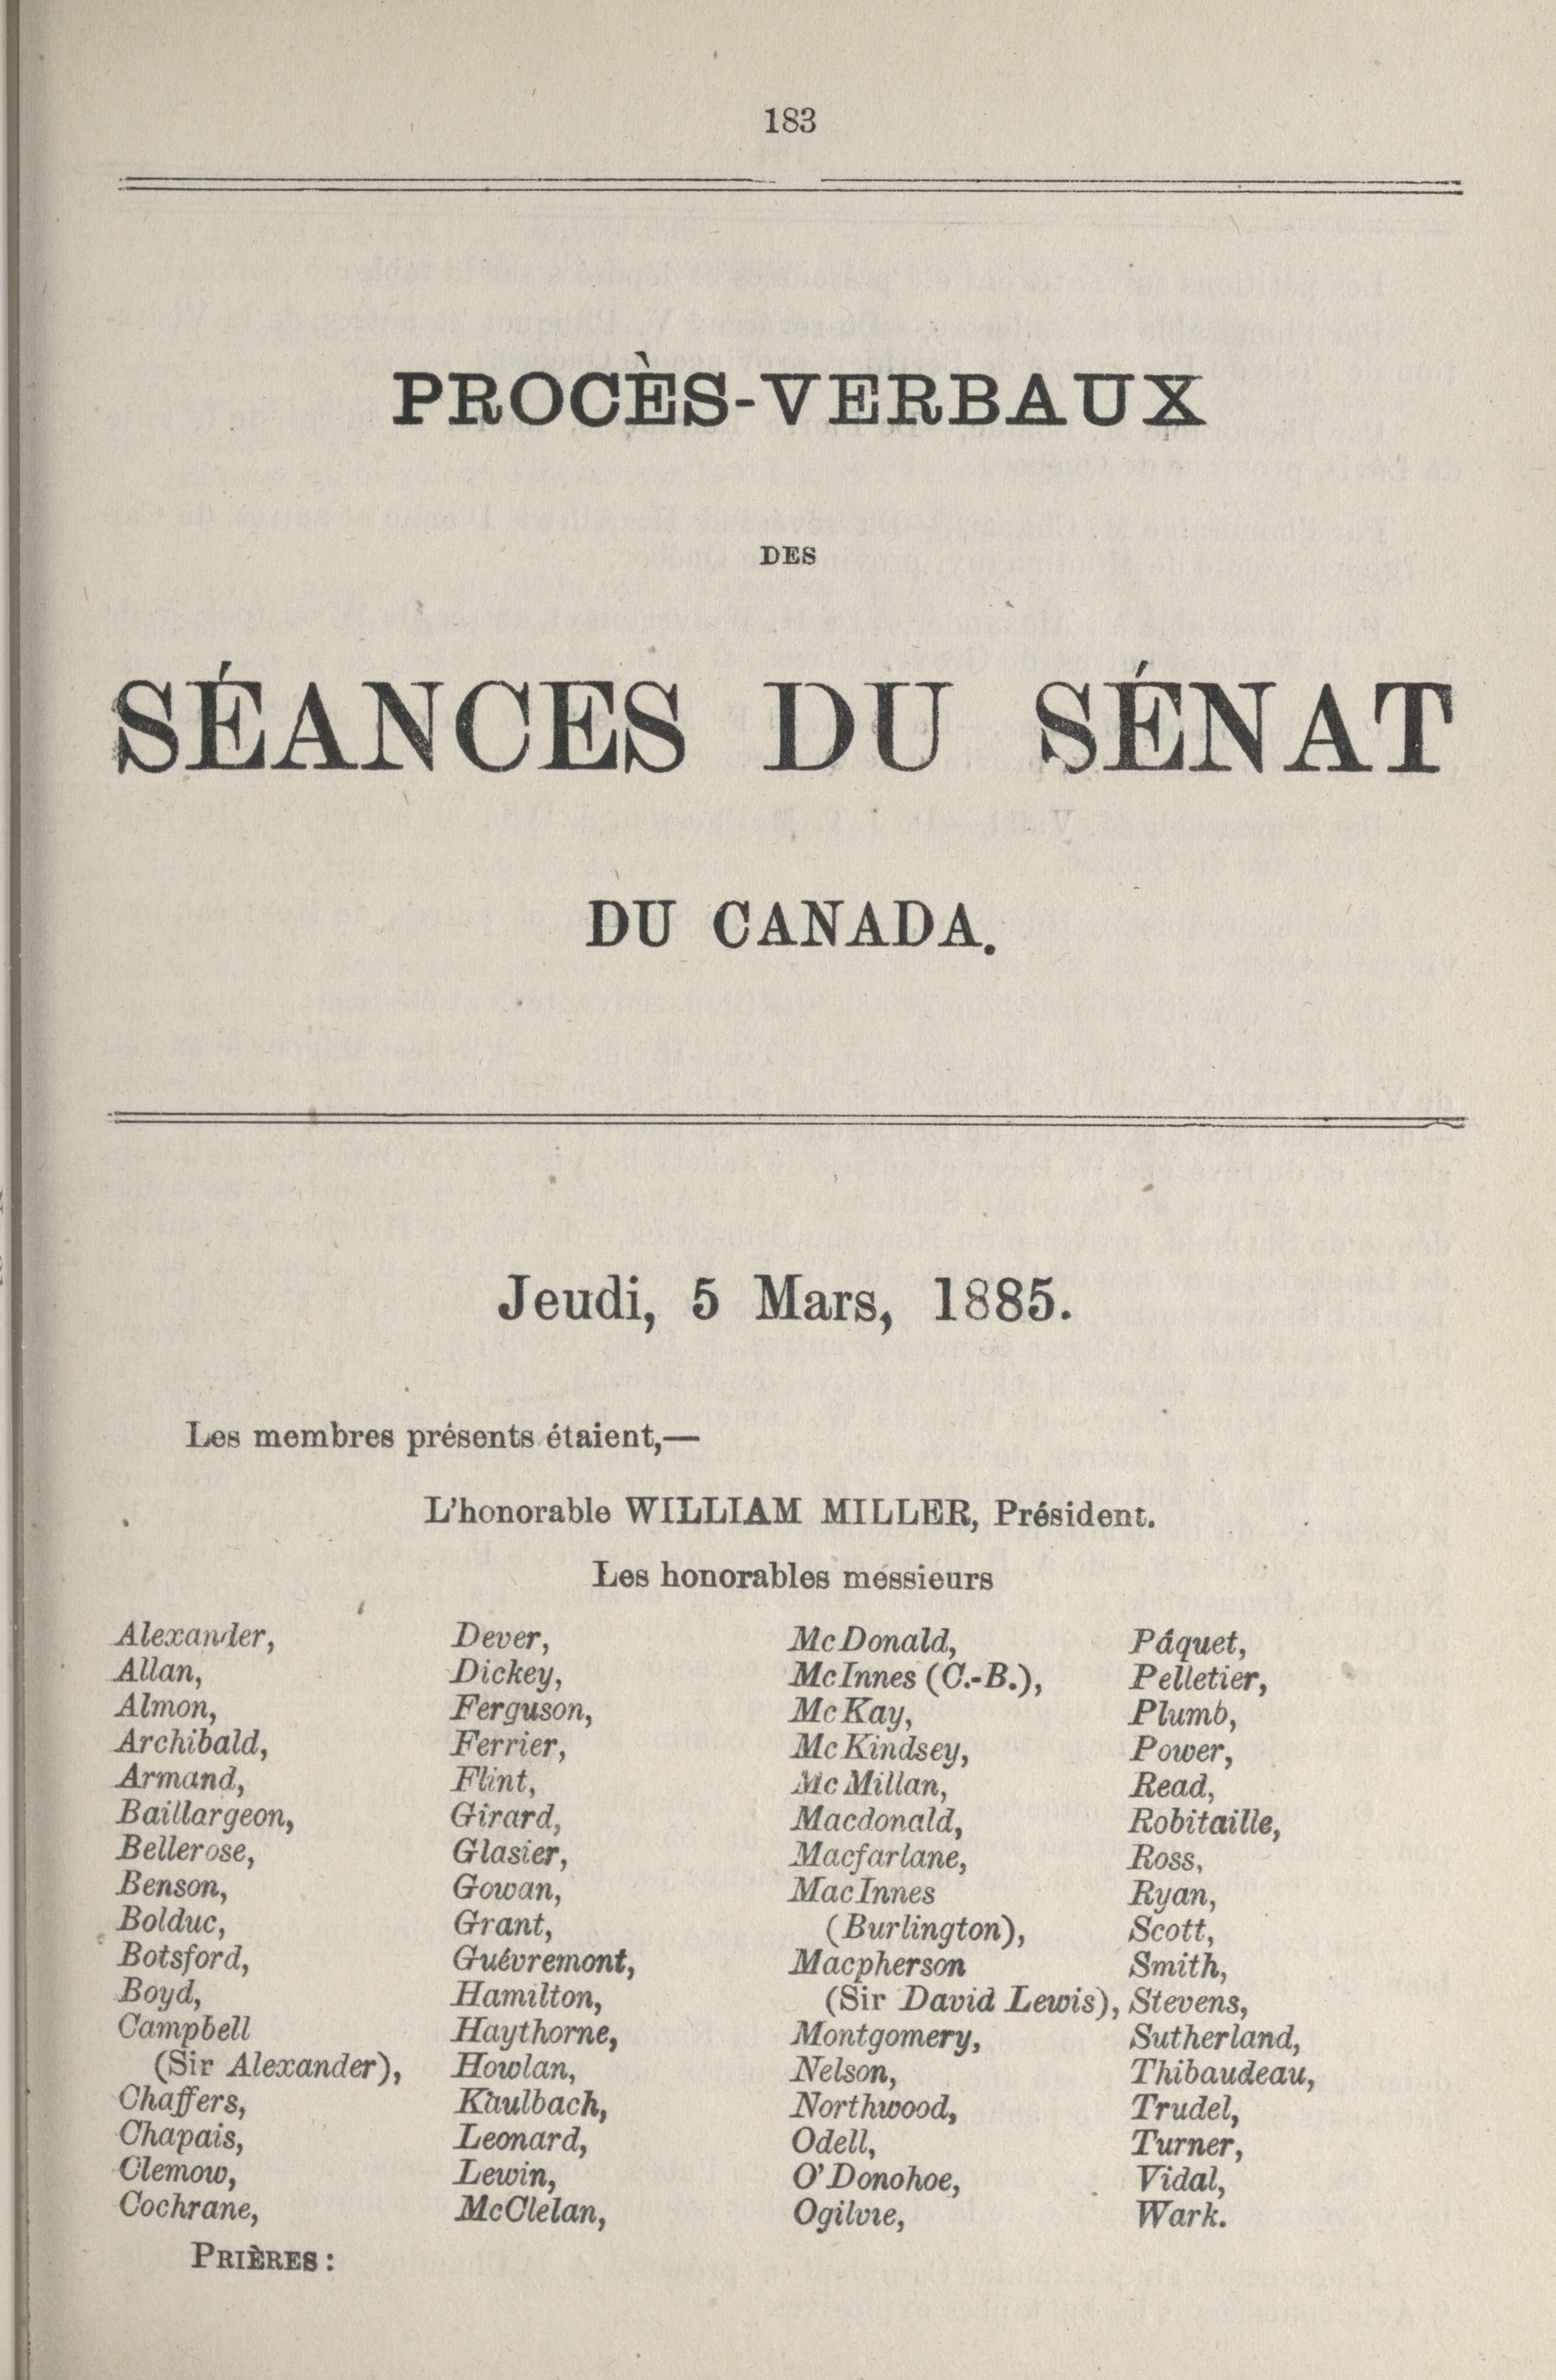 183
PROCÈS-VERBAUX
DES
SÉANCES DU SÉNAT
DU CANADA.
Jeudi, 5 Mars, 1885.
Les membres présents étaient,—
L'honorable WILLIAM MILLER, Président.
Les honorables messieurs
Alexander,
Allan,
Almon,
Archibald,
Armand,
Baillargeon,
Bellerose,
Benson,
Bolduc,
Botsford,
Boyd,
Campbell
(Sir Alexander),
Chaffers,
Chapais,
Clemow,
Cochrane,
Dever,
Dickey,
Ferguson,
Ferrier,
Flint,
Girard,
Glasier,
Gowan,
Grant,
Guévremont,
Hamilton,
Haythorne,
Howlan,
Kaulbach,
Leonard,
Lewin,
McClelan,
McDonald,
McInnes (C.-B.),
McKay,
McKindsey,
McMillan,
Macdonald,
Macfarlane,
MacInnes
(Burlington),
Macpherson
(Sir David Lewis),
Montgomery,
Nelson,
Northwood,
Odell,
O'Donohoe,
Ogilvie,
Pâquet,
Pelletier,
Plumb,
Power,
Read,
Robitaille,
Ross,
Ryan,
Scott,
Smith,
Stevens,
Sutherland,
Thibaudeau,
Trudel,
Turner,
Vidal,
Wark.
PRIÈRES :